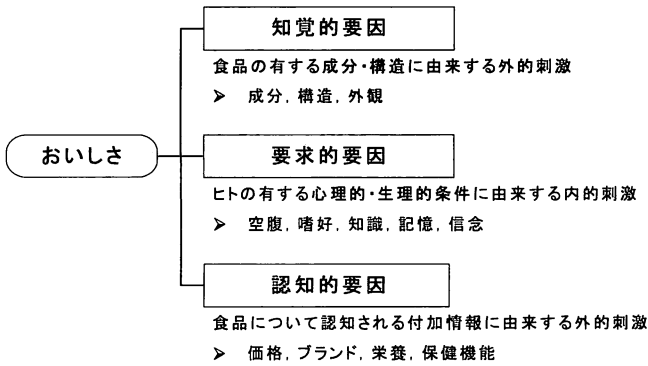 知覚的要因
食品の有する成分・構造に由来する外的刺激
➢ 成分, 構造, 外観
おいしさ
要求的要因
ヒトの有する心理的・生理的条件に由来する内的刺激
➢ 空腹, 嗜好, 知識, 記憶, 信念
認知的要因
食品について認知される付加情報に由来する外的刺激
➢ 価格, ブランド, 栄養, 保健機能